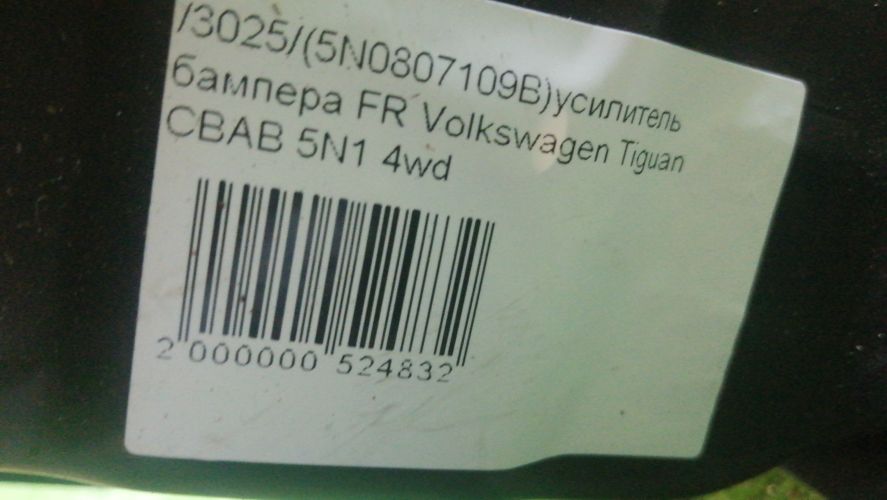 /3025/(5N0807109B)усилитель
бампера FR Volkswagen Tiguan
CBAB 5N1 4wd
2 000000 524832